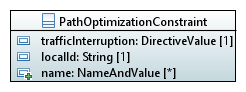 PathOptimizationConstraint
trafficInterruption: DirectiveValue [1]
localId: String [1]
name: NameAndValue [*]